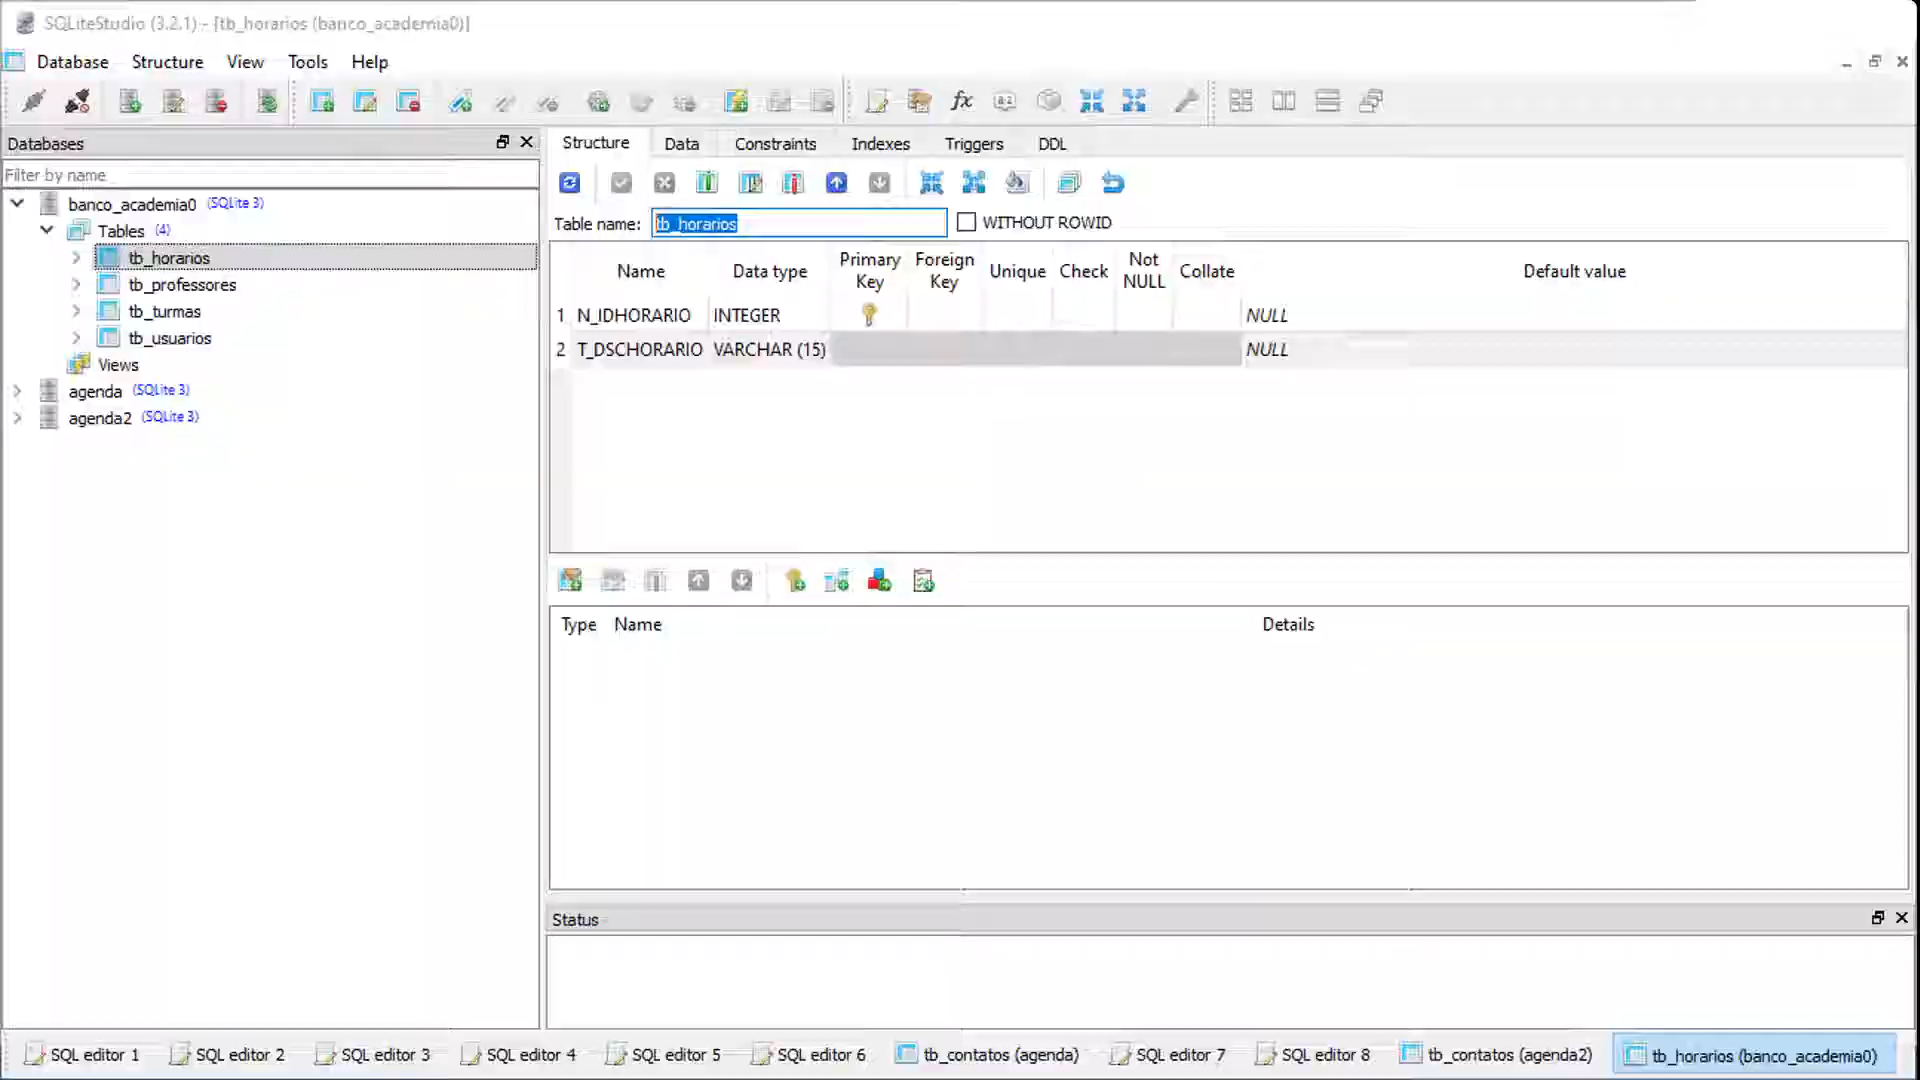 SQLiteStudio (3.2.1) - [tb_horarios (banco_academia0)]
Database Structure View Tools Help
Databases
Filter by name
banco_academia0 (SQLite 3)
Tables (4)
tb_horarios
tb_professores
tb_turmas
tb_usuarios
Views
agenda (SQLite 3)
agenda2 (SQLite 3)
Structure Data Constraints Indexes Triggers DDL
Table name: tb_horarios WITHOUT ROWID
Name Data type Primary Key Foreign Key Unique Check Not NULL Collate Default value
1 N_IDHORARIO INTEGER NULL
2 T_DSCHORARIO VARCHAR (15) NULL
Type Name Details
Status
SQL editor 1 SQL editor 2 SQL editor 3 SQL editor 4 SQL editor 5 SQL editor 6 tb_contatos (agenda) SQL editor 7 SQL editor 8 tb_contatos (agenda2) tb_horarios (banco_academia0)